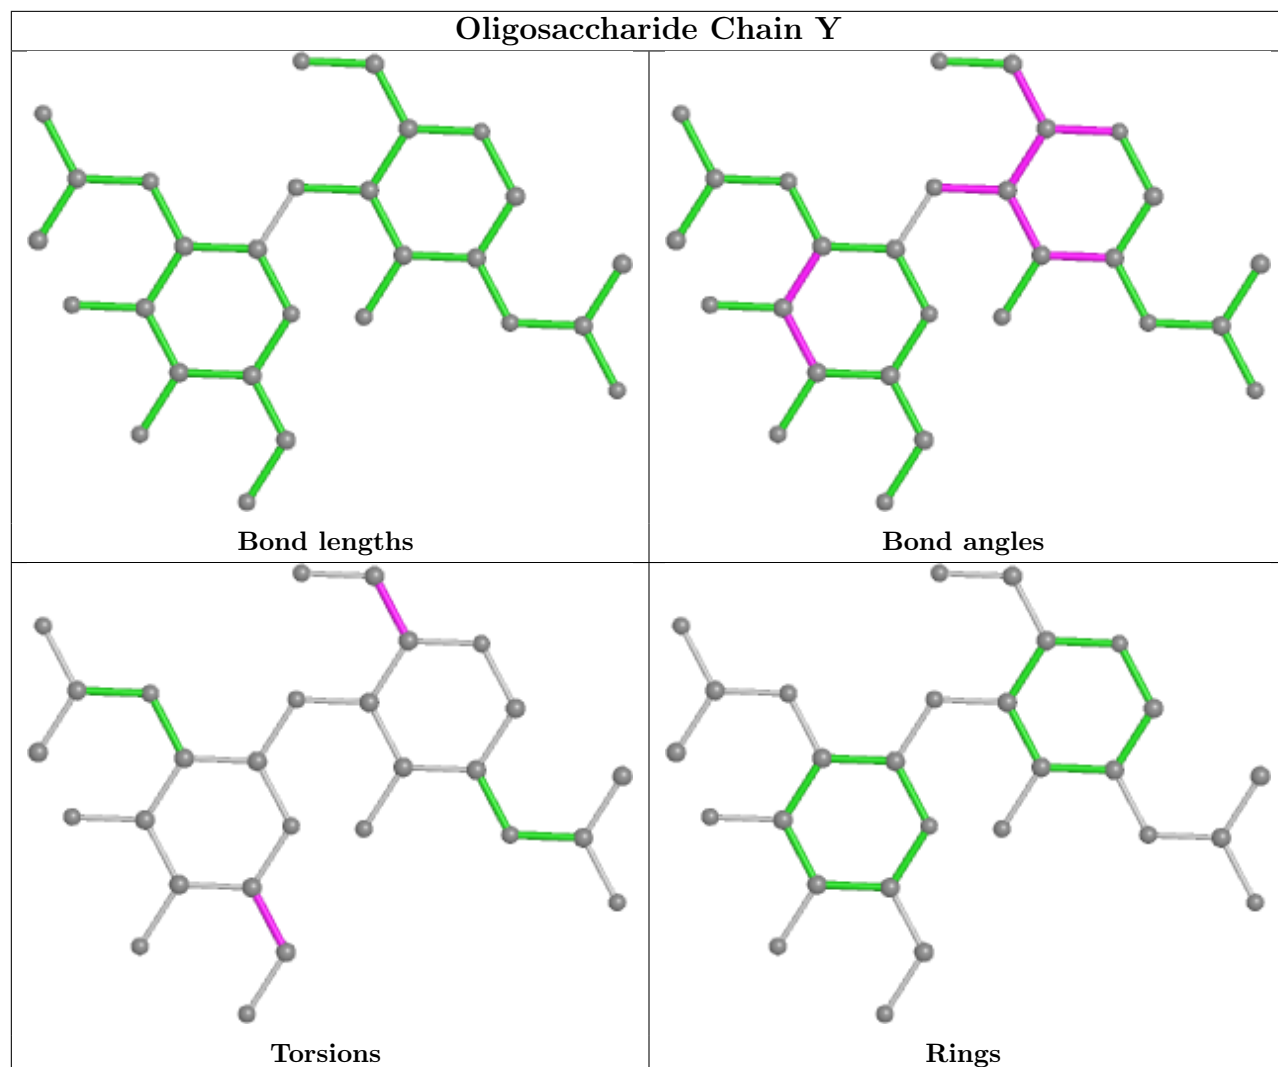 Oligosaccharide Chain Y
Bond lengths
Bond angles
Torsions
Rings